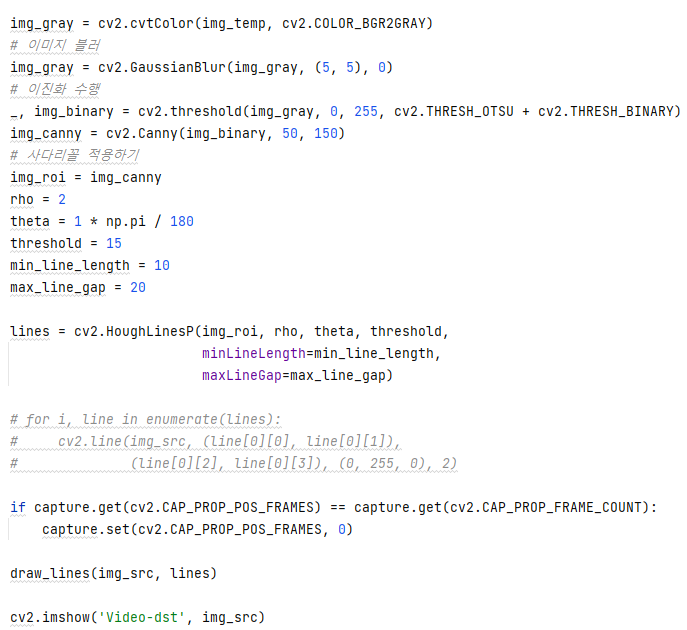 img_gray = cv2.cvtColor(img_temp, cv2.COLOR_BGR2GRAY)
# 이미지 블러
img_gray = cv2.GaussianBlur(img_gray, (5, 5), 0)
# 이진화 수행
_, img_binary = cv2.threshold(img_gray, 0, 255, cv2.THRESH_OTSU + cv2.THRESH_BINARY)
img_canny = cv2.Canny(img_binary, 50, 150)
# 사다리꼴 적용하기
img_roi = img_canny
rho = 2
theta = 1 * np.pi / 180
threshold = 15
min_line_length = 10
max_line_gap = 20

lines = cv2.HoughLinesP(img_roi, rho, theta, threshold,
                        minLineLength=min_line_length,
                        maxLineGap=max_line_gap)

# for i, line in enumerate(lines):
#     cv2.line(img_src, (line[0][0], line[0][1]),
#              (line[0][2], line[0][3]), (0, 255, 0), 2)

if capture.get(cv2.CAP_PROP_POS_FRAMES) == capture.get(cv2.CAP_PROP_FRAME_COUNT):
    capture.set(cv2.CAP_PROP_POS_FRAMES, 0)

draw_lines(img_src, lines)

cv2.imshow('Video-dst', img_src)